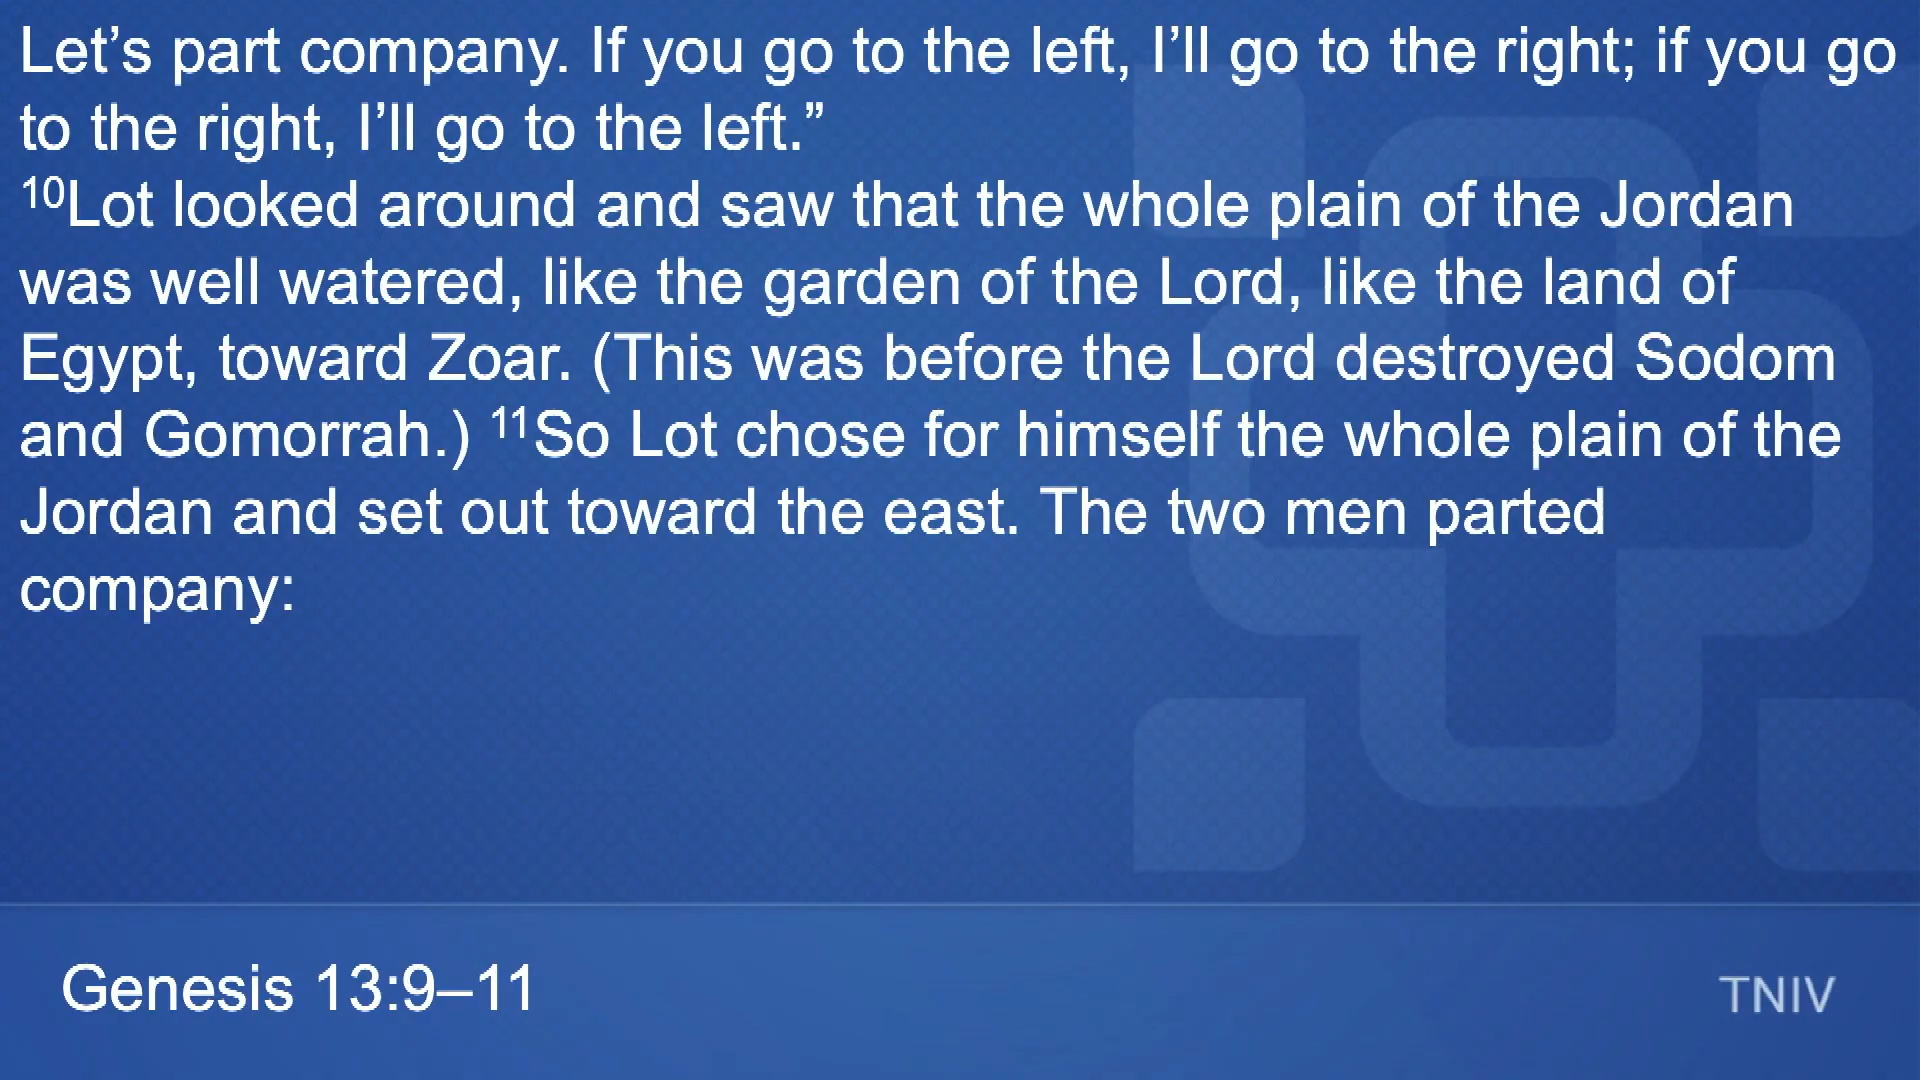 Let’s part company. If you go to the left, I’ll go to the right; if you go
to the right, I’ll go to the left.”
¹⁰Lot looked around and saw that the whole plain of the Jordan
was well watered, like the garden of the Lord, like the land of
Egypt, toward Zoar. (This was before the Lord destroyed Sodom
and Gomorrah.) ¹¹So Lot chose for himself the whole plain of the
Jordan and set out toward the east. The two men parted
company:
Genesis 13:9–11
TNIV